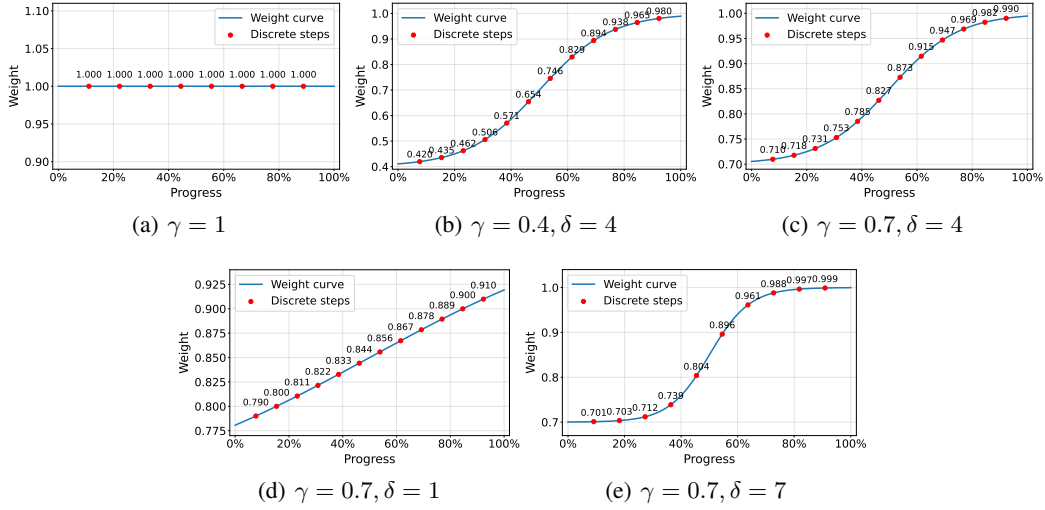 1.10
1.05
1.00
0.95
0.90
Weight
Weight curve
Discrete steps
1.000 1.000 1.000 1.000 1.000 1.000 1.000 1.000
0% 20% 40% 60% 80% 100%
Progress
(a) γ = 1
1.0
0.9
0.8
0.7
0.6
0.5
0.4
Weight
Weight curve
Discrete steps
0.420 0.435 0.462 0.506 0.571 0.654 0.746 0.829 0.894 0.938 0.965 0.980
0% 20% 40% 60% 80% 100%
Progress
(b) γ = 0.4, δ = 4
1.00
0.95
0.90
0.85
0.80
0.75
0.70
Weight
Weight curve
Discrete steps
0.710 0.718 0.731 0.753 0.785 0.827 0.873 0.915 0.947 0.969 0.982 0.990
0% 20% 40% 60% 80% 100%
Progress
(c) γ = 0.7, δ = 4
0.925
0.900
0.875
0.850
0.825
0.800
0.775
Weight
Weight curve
Discrete steps
0.790 0.800 0.811 0.822 0.833 0.844 0.856 0.867 0.878 0.889 0.900 0.910
0% 20% 40% 60% 80% 100%
Progress
(d) γ = 0.7, δ = 1
1.0
0.9
0.8
0.7
Weight
Weight curve
Discrete steps
0.701 0.703 0.712 0.739 0.804 0.896 0.961 0.988 0.997 0.999
0% 20% 40% 60% 80% 100%
Progress
(e) γ = 0.7, δ = 7